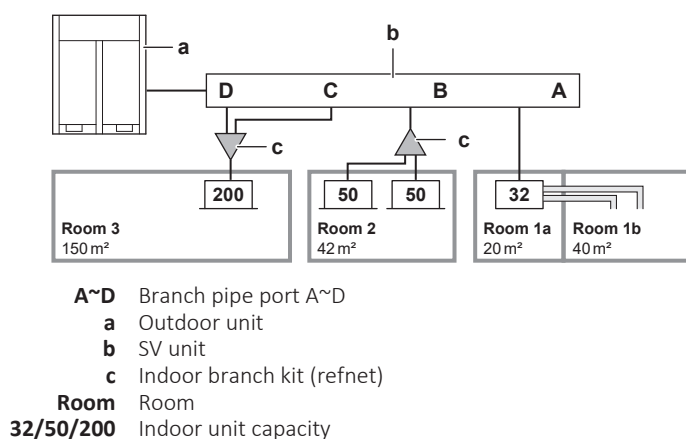 a
b
D C B A
c
c
200
50 50
32
Room 3
150 m²
Room 2
42 m²
Room 1a
20 m²
Room 1b
40 m²
A~D Branch pipe port A~D
a Outdoor unit
b SV unit
c Indoor branch kit (refnet)
Room Room
32/50/200 Indoor unit capacity